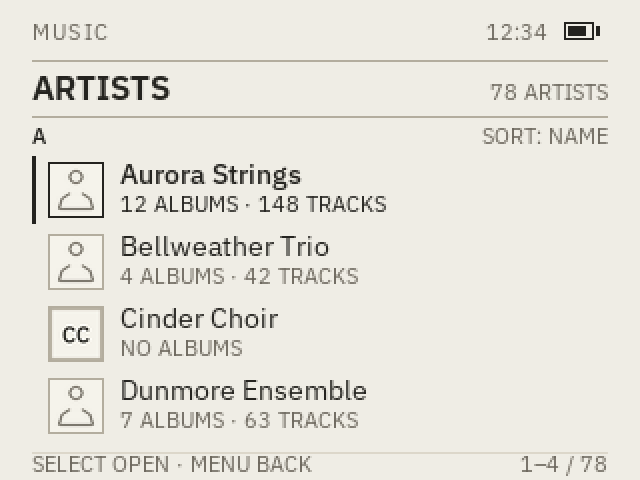 MUSIC 12:34
ARTISTS 78 ARTISTS
A SORT: NAME
Aurora Strings
12 ALBUMS · 148 TRACKS
Bellweather Trio
4 ALBUMS · 42 TRACKS
CC Cinder Choir
NO ALBUMS
Dunmore Ensemble
7 ALBUMS · 63 TRACKS
SELECT OPEN · MENU BACK 1–4 / 78